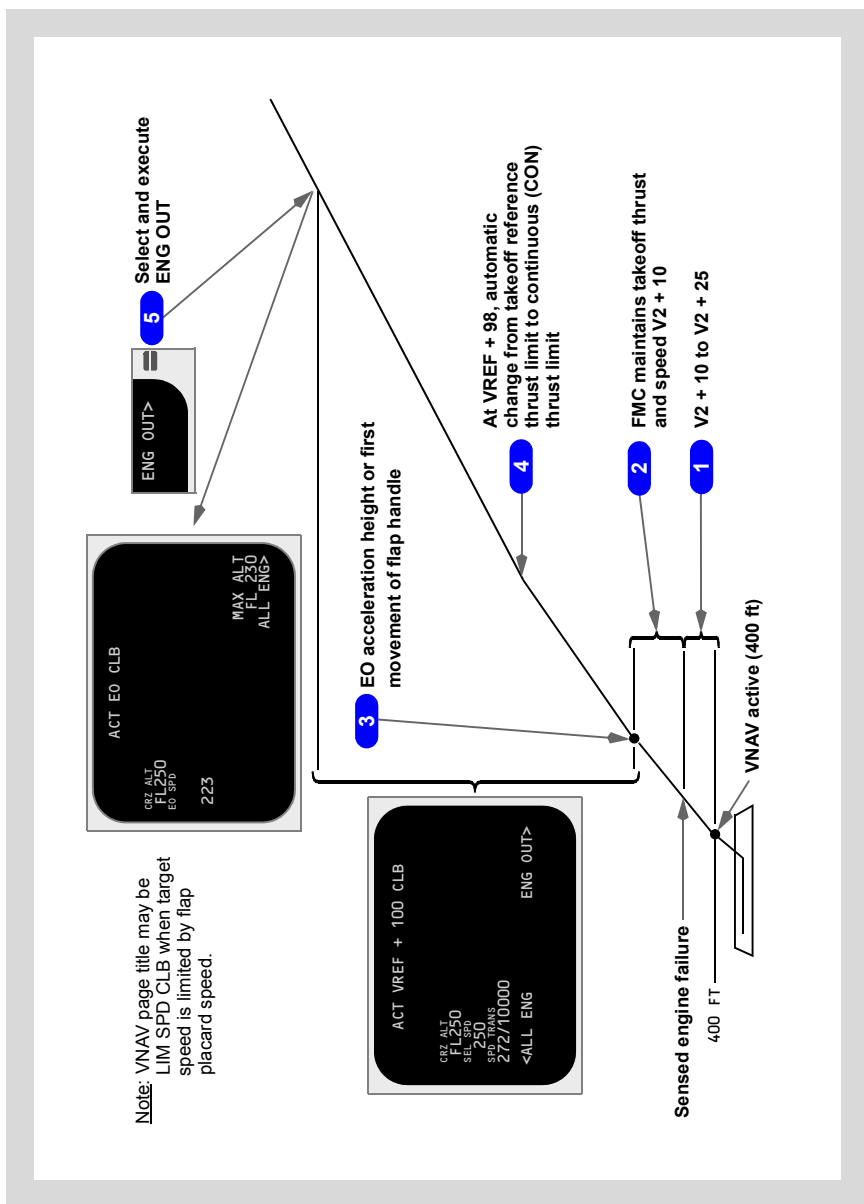 Note: VNAV page title may be
LIM SPD CLB when target
speed is limited by flap
placard speed.
ACT EO CLB
CRZ ALT
FL250
EO SPD
223
MAX ALT
FL 230
ALL ENG>
ENG OUT>
5 Select and execute
ENG OUT
ACT VREF + 100 CLB
CRZ ALT
FL250
SEL SPD
250
SPD TRANS
272/10000
<ALL ENG ENG OUT>
3 EO acceleration height or first
movement of flap handle
4 At VREF + 98, automatic
change from takeoff reference
thrust limit to continuous (CON)
thrust limit
2 FMC maintains takeoff thrust
and speed V2 + 10
1 V2 + 10 to V2 + 25
Sensed engine failure
400 FT
VNAV active (400 ft)